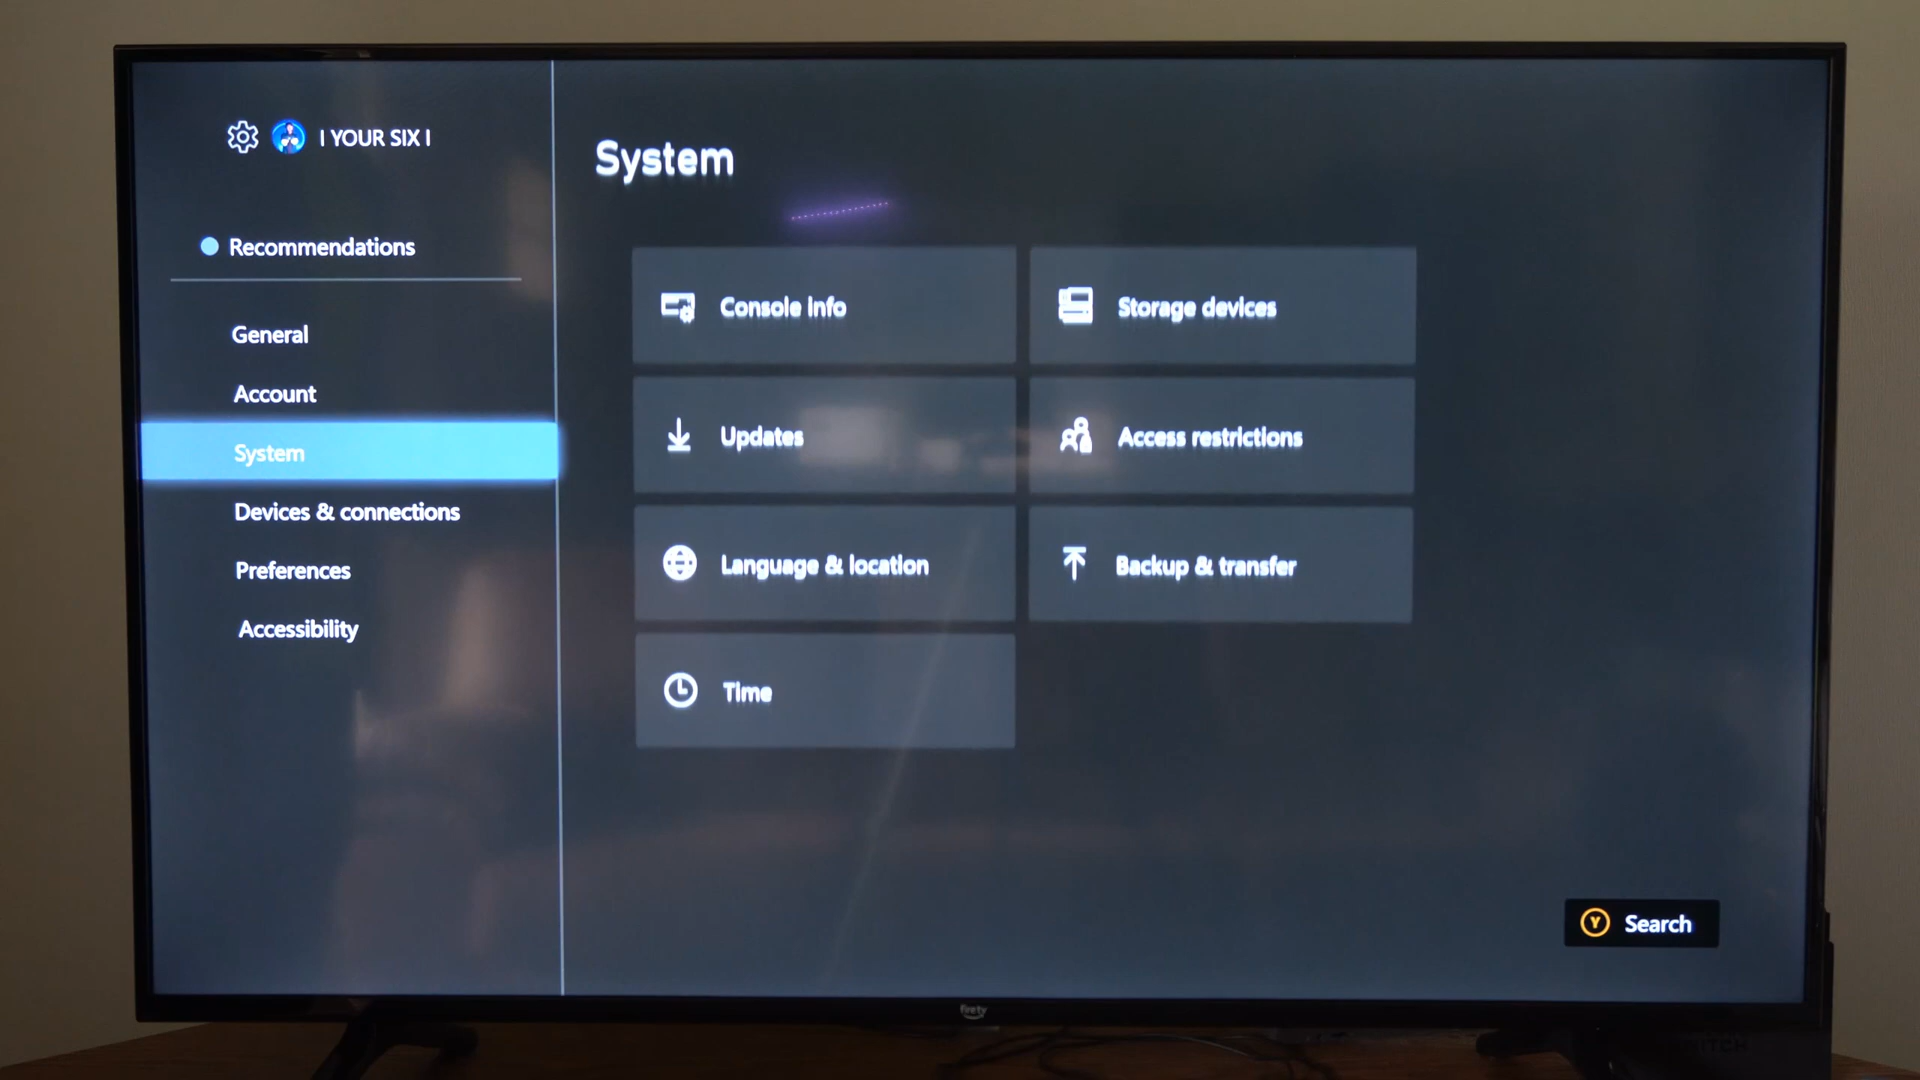 I YOUR SIX I
Recommendations
General
Account
System
Devices & connections
Preferences
Accessibility
System
Console info
Storage devices
Updates
Access restrictions
Language & location
Backup & transfer
Time
Y Search
firetv